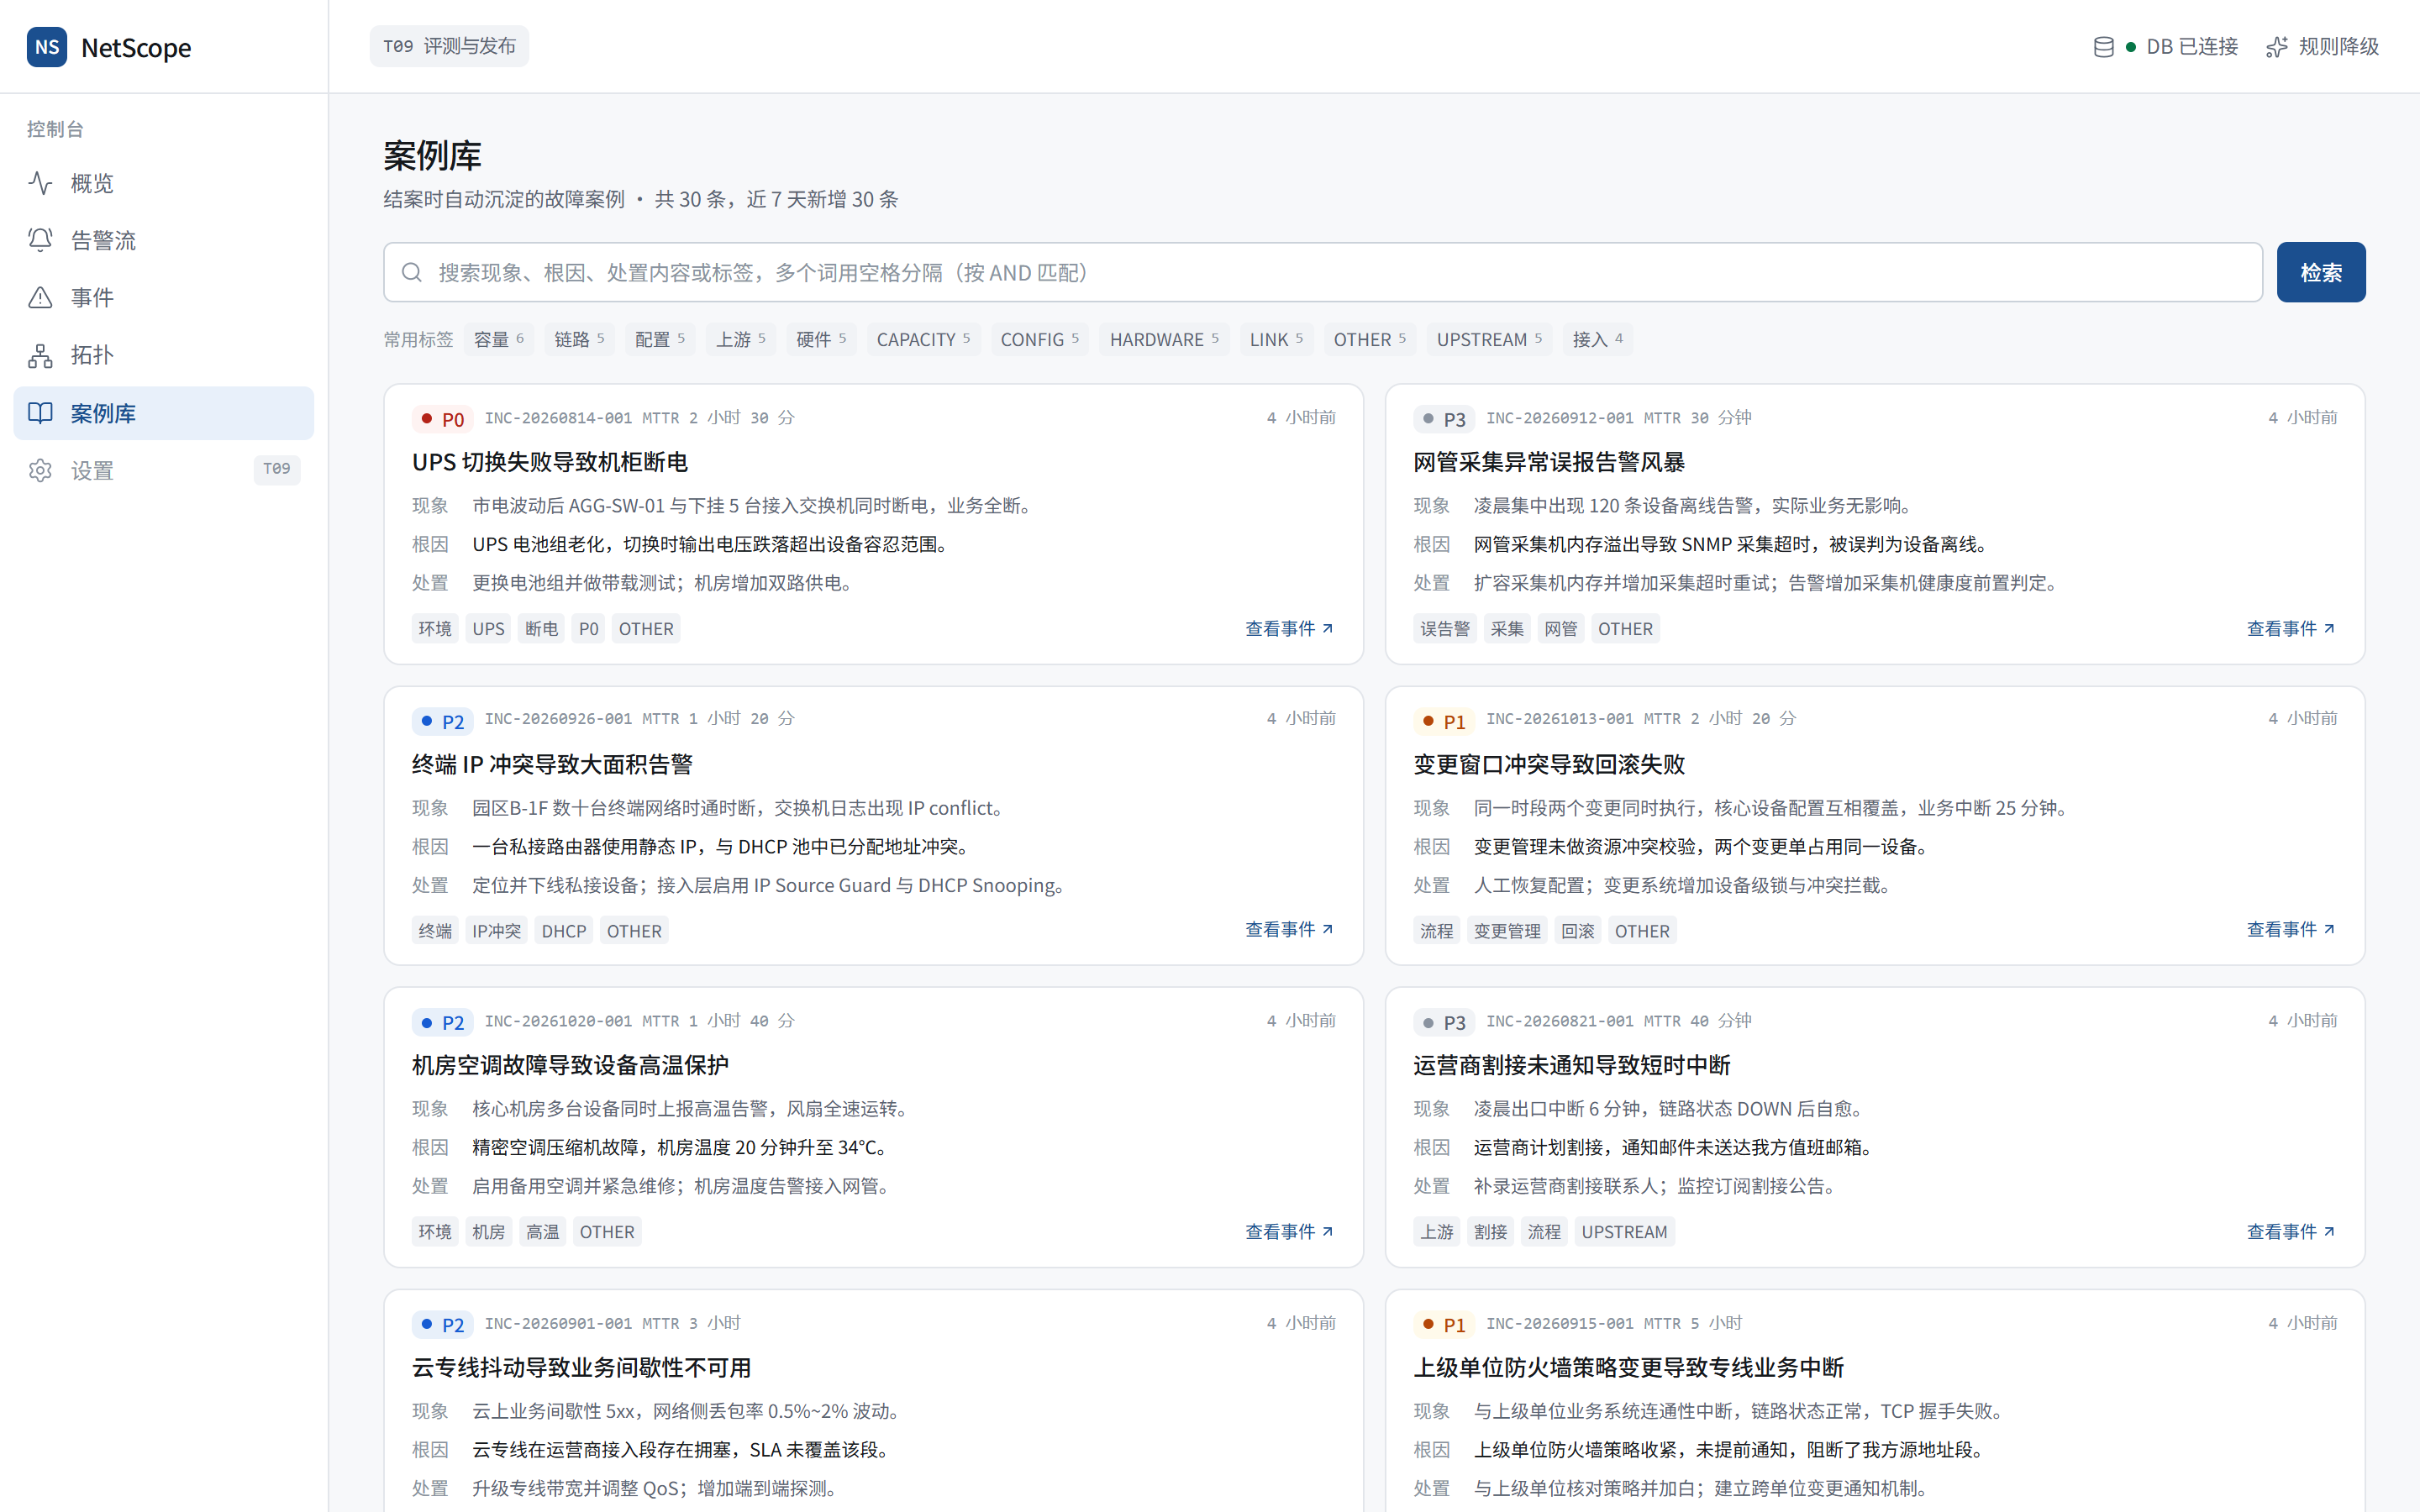 NS NetScope
T09 评测与发布
DB 已连接
规则降级
控制台
概览
告警流
事件
拓扑
案例库
设置 T09
案例库
结案时自动沉淀的故障案例 · 共 30 条，近 7 天新增 30 条
搜索现象、根因、处置内容或标签，多个词用空格分隔（按 AND 匹配）
检索
常用标签 容量 6 链路 5 配置 5 上游 5 硬件 5 CAPACITY 5 CONFIG 5 HARDWARE 5 LINK 5 OTHER 5 UPSTREAM 5 接入 4
P0 INC-20260814-001 MTTR 2 小时 30 分 4 小时前
UPS 切换失败导致机柜断电
现象 市电波动后 AGG-SW-01 与下挂 5 台接入交换机同时断电，业务全断。
根因 UPS 电池组老化，切换时输出电压跌落超出设备容忍范围。
处置 更换电池组并做带载测试；机房增加双路供电。
环境 UPS 断电 P0 OTHER 查看事件
P3 INC-20260912-001 MTTR 30 分钟 4 小时前
网管采集异常误报告警风暴
现象 凌晨集中出现 120 条设备离线告警，实际业务无影响。
根因 网管采集机内存溢出导致 SNMP 采集超时，被误判为设备离线。
处置 扩容采集机内存并增加采集超时重试；告警增加采集机健康度前置判定。
误告警 采集 网管 OTHER 查看事件
P2 INC-20260926-001 MTTR 1 小时 20 分 4 小时前
终端 IP 冲突导致大面积告警
现象 园区B-1F 数十台终端网络时通时断，交换机日志出现 IP conflict。
根因 一台私接路由器使用静态 IP，与 DHCP 池中已分配地址冲突。
处置 定位并下线私接设备；接入层启用 IP Source Guard 与 DHCP Snooping。
终端 IP冲突 DHCP OTHER 查看事件
P1 INC-20261013-001 MTTR 2 小时 20 分 4 小时前
变更窗口冲突导致回滚失败
现象 同一时段两个变更同时执行，核心设备配置互相覆盖，业务中断 25 分钟。
根因 变更管理未做资源冲突校验，两个变更单占用同一设备。
处置 人工恢复配置；变更系统增加设备级锁与冲突拦截。
流程 变更管理 回滚 OTHER 查看事件
P2 INC-20261020-001 MTTR 1 小时 40 分 4 小时前
机房空调故障导致设备高温保护
现象 核心机房多台设备同时上报高温告警，风扇全速运转。
根因 精密空调压缩机故障，机房温度 20 分钟升至 34℃。
处置 启用备用空调并紧急维修；机房温度告警接入网管。
环境 机房 高温 OTHER 查看事件
P3 INC-20260821-001 MTTR 40 分钟 4 小时前
运营商割接未通知导致短时中断
现象 凌晨出口中断 6 分钟，链路状态 DOWN 后自愈。
根因 运营商计划割接，通知邮件未送达我方值班邮箱。
处置 补录运营商割接联系人；监控订阅割接公告。
上游 割接 流程 UPSTREAM 查看事件
P2 INC-20260901-001 MTTR 3 小时 4 小时前
云专线抖动导致业务间歇性不可用
现象 云上业务间歇性 5xx，网络侧丢包率 0.5%~2% 波动。
根因 云专线在运营商接入段存在拥塞，SLA 未覆盖该段。
处置 升级专线带宽并调整 QoS；增加端到端探测。
P1 INC-20260915-001 MTTR 5 小时 4 小时前
上级单位防火墙策略变更导致专线业务中断
现象 与上级单位业务系统连通性中断，链路状态正常，TCP 握手失败。
根因 上级单位防火墙策略收紧，未提前通知，阻断了我方源地址段。
处置 与上级单位核对策略并加白；建立跨单位变更通知机制。